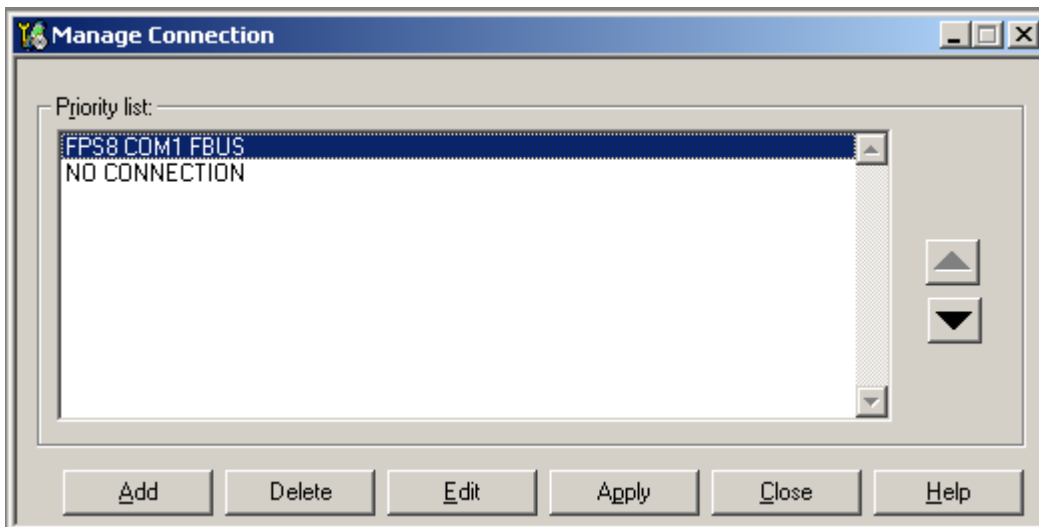 Manage Connection
Priority list:
FPS8 COM1 FBUS
NO CONNECTION
Add Delete Edit Apply Close Help